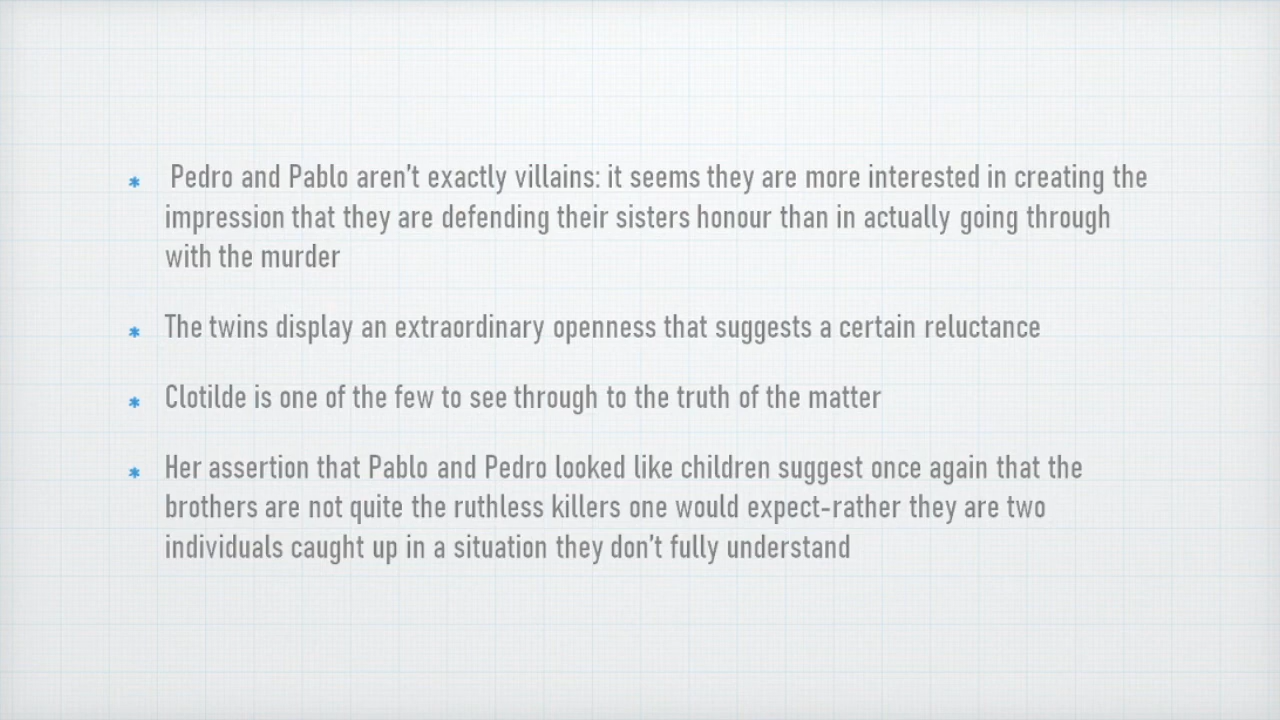 * Pedro and Pablo aren't exactly villains: it seems they are more interested in creating the
impression that they are defending their sisters honour than in actually going through
with the murder
* The twins display an extraordinary openness that suggests a certain reluctance
* Clotilde is one of the few to see through to the truth of the matter
* Her assertion that Pablo and Pedro looked like children suggest once again that the
brothers are not quite the ruthless killers one would expect-rather they are two
individuals caught up in a situation they don't fully understand